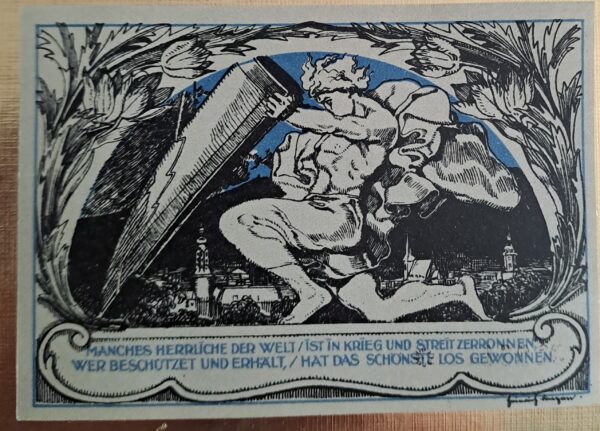 MANCHES HERRLICHE DER WELT / IST IN KRIEG UND STREIT ZERRONNEN,
WER BESCHÜTZET UND ERHÄLT, / HAT DAS SCHÖNSTE LOS GEWONNEN.